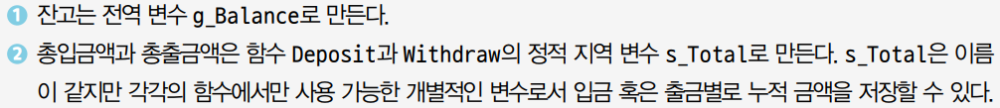 ❶ 잔고는 전역 변수 g_Balance로 만든다.
❷ 총입금액과 총출금액은 함수 Deposit과 Withdraw의 정적 지역 변수 s_Total로 만든다. s_Total은 이름
이 같지만 각각의 함수에서만 사용 가능한 개별적인 변수로서 입금 혹은 출금별로 누적 금액을 저장할 수 있다.